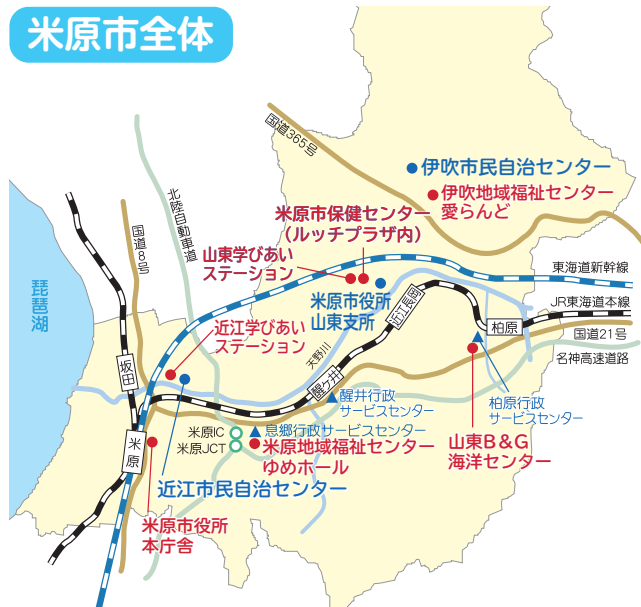 米原市全体
国道365号
伊吹市民自治センター
伊吹地域福祉センター
愛らんど
北陸自動車道
米原市保健センター
(ルッチプラザ内)
国道8号
山東学びあい
ステーション
東海道新幹線
琵琶湖
米原市役所
山東支所
近江長岡
JR東海道本線
近江学びあい
ステーション
柏原
国道21号
天野川
名神高速道路
坂田
醒ヶ井
醒井行政
サービスセンター
柏原行政
サービスセンター
米原IC
息郷行政サービスセンター
米原JCT
米原地域福祉センター
ゆめホール
米原
山東B&G
海洋センター
近江市民自治センター
米原市役所
本庁舎